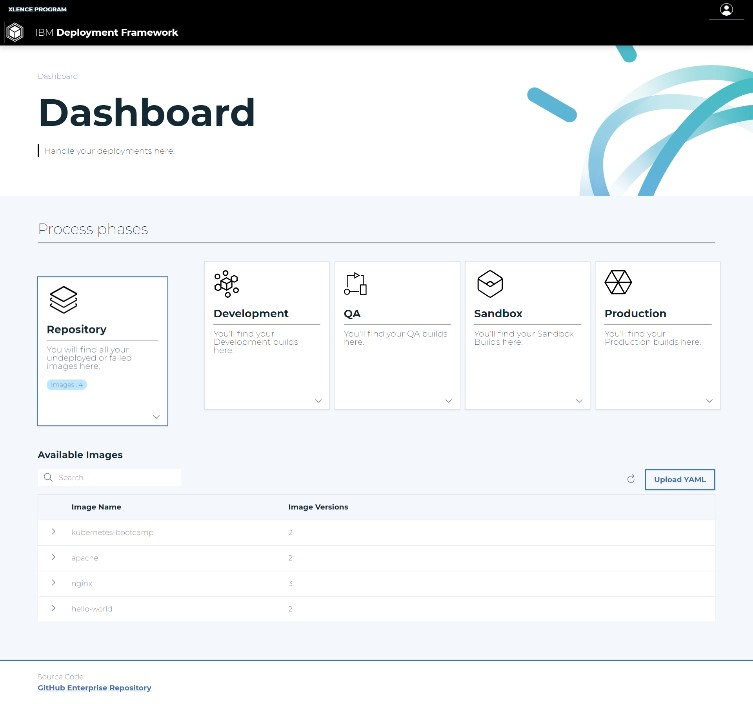 XLENCE.PROGRAM
IBM Deployment Framework
Dashboard
Dashboard
Handle your deployments here
Process phases
Repository
You will find all your
undeployed or failed
images here.
Images: 4
Development
You'll find your
Development builds
here.
QA
You'll find your QA builds
here.
Sandbox
You'll find your Sandbox
Builds here.
Production
You'll find your
Production builds here.
Available Images
Search
Upload YAML
Image Name Image Versions
kubernetes-bootcamp 2
apache 2
nginx 3
hello-world 2
Source Code
GitHub Enterprise Repository